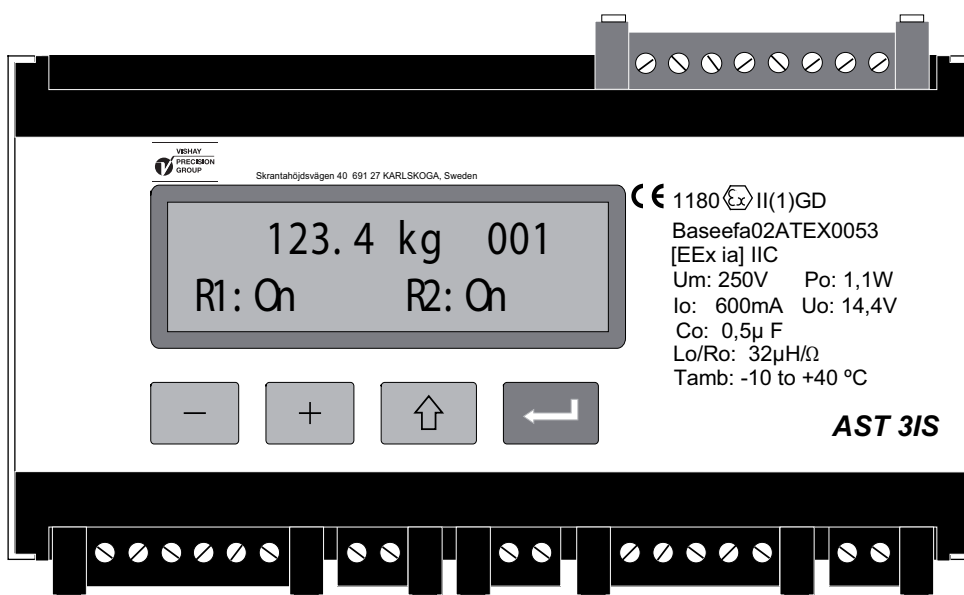 VISHAY
PRECISION
GROUP
Skrantahöjdsvägen 40 691 27 KARLSKOGA, Sweden
123.4 kg 001
R1: On R2: On
- +
CE 1180 Ex II(1)GD
Baseefa02ATEX0053
[EEx ia] IIC
Um: 250V Po: 1,1W
Io: 600mA Uo: 14,4V
Co: 0,5µ F
Lo/Ro: 32µH/Ω
Tamb: -10 to +40 ºC
AST 3IS